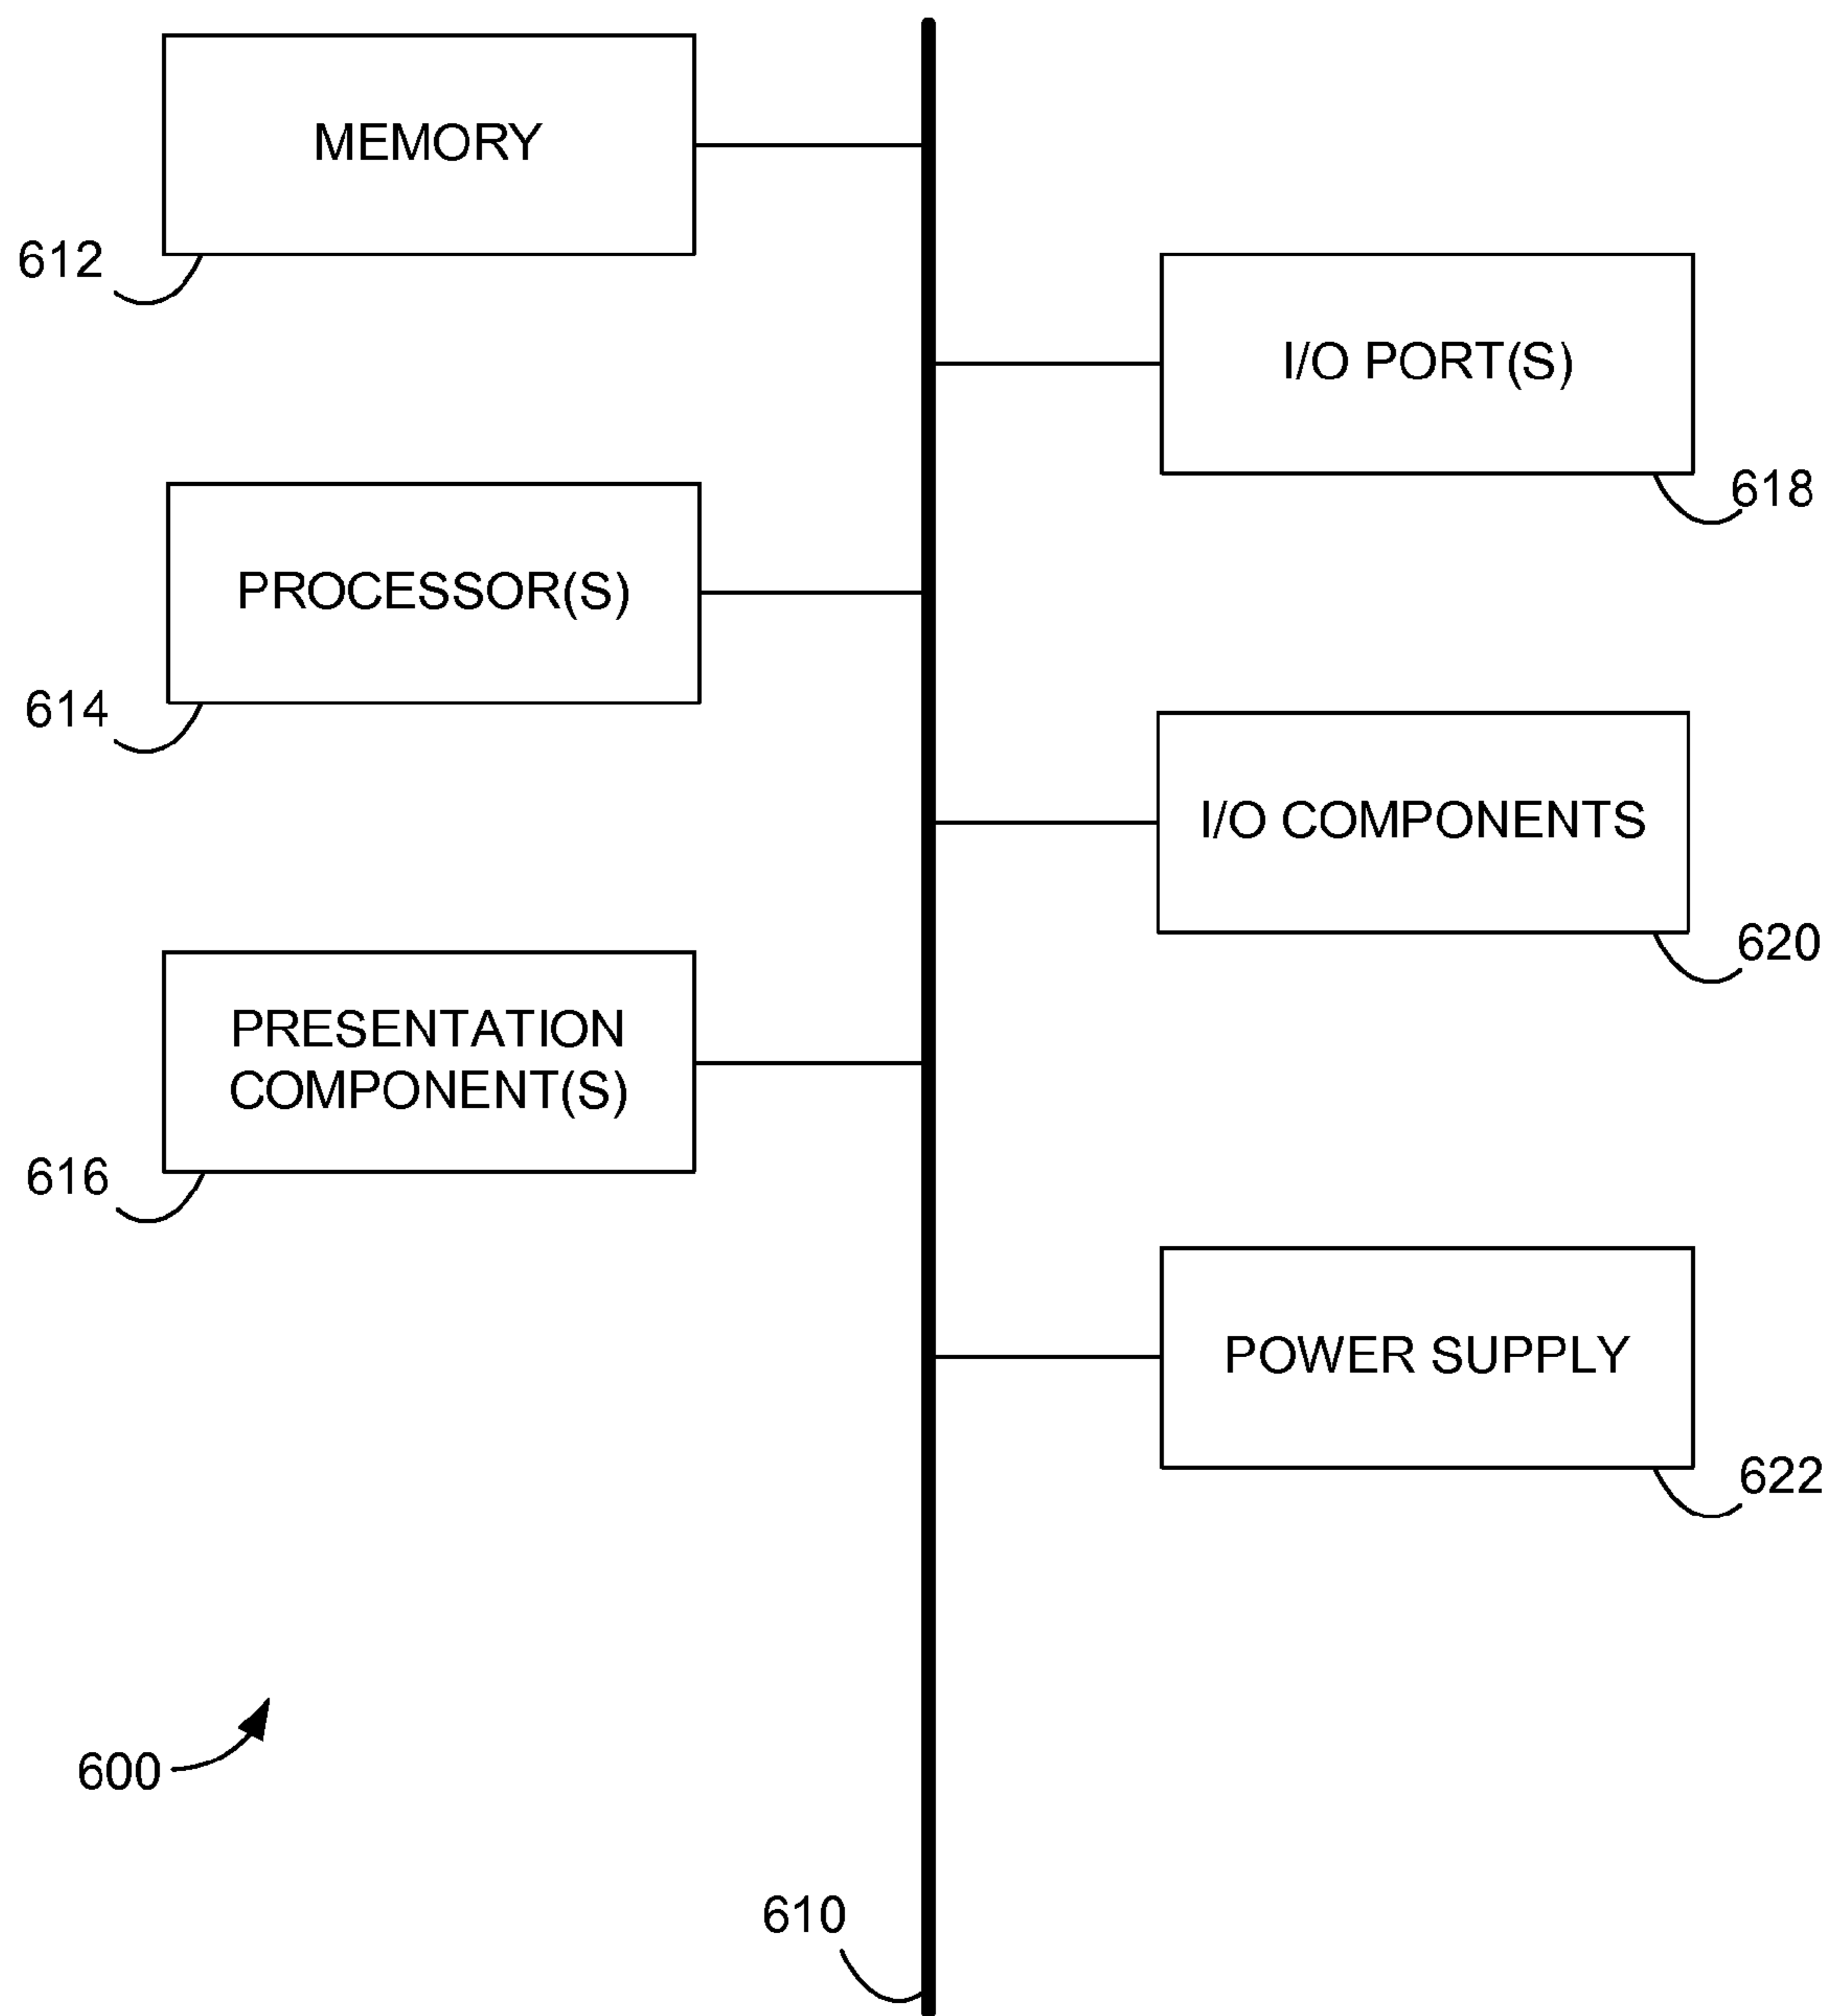 MEMORY
612
I/O PORT(S)
618
PROCESSOR(S)
614
I/O COMPONENTS
620
PRESENTATION
COMPONENT(S)
616
POWER SUPPLY
622
600
610